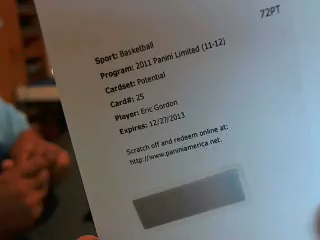 72PT
Sport: Basketball
Program: 2011 Panini Limited (11-12)
Cardset: Potential
Card#: 25
Player: Eric Gordon
Expires: 12/27/2013
Scratch off and redeem online at:
http://www.paniniamerica.net.